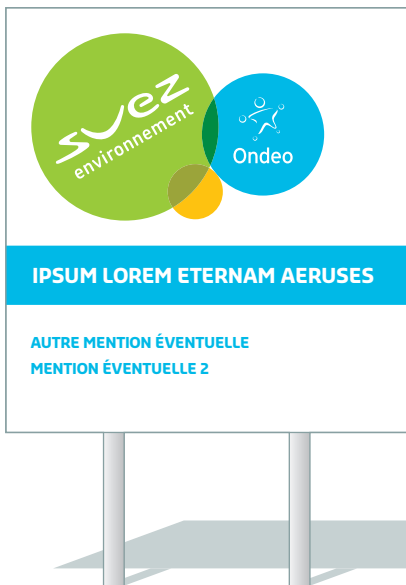 suez
environnement
Ondeo
IPSUM LOREM ETERNAM AERUSES
AUTRE MENTION ÉVENTUELLE
MENTION ÉVENTUELLE 2